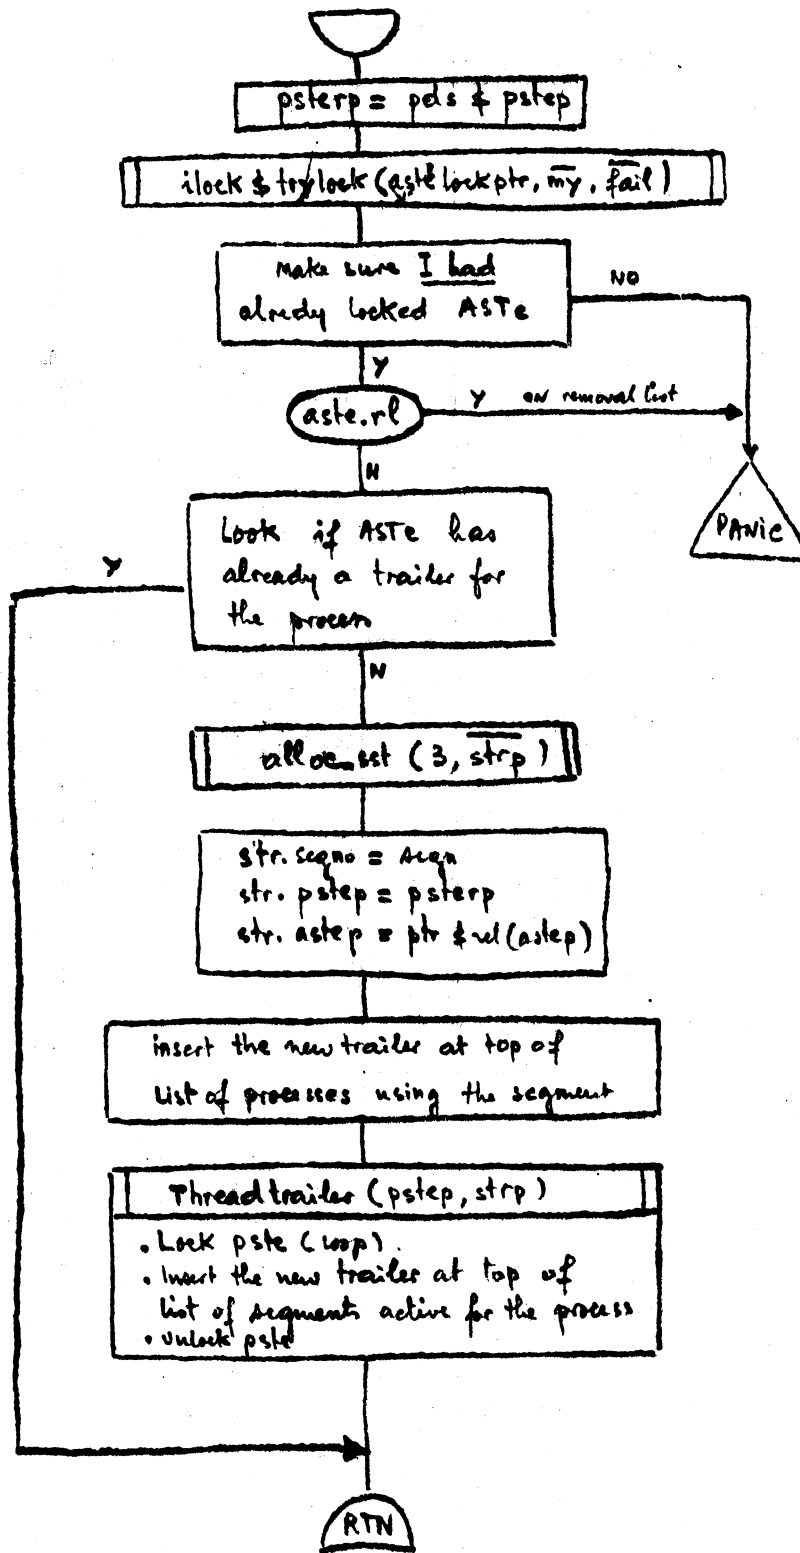 psterp = pds $ pstep
ilock $ trylock (aste lock ptr, my, fail)
make sure I had
NO
alredy locked ASTe
Y
aste.rl
Y on removal list
N
PANIC
Look if ASTe has
already a trailer for
the process
Y
N
alloc_sst (3, strp)
str. segno = segn
str. pstep = psterp
str. astep = ptr $ rel (astep)
insert the new trailer at top of
List of processes using the segment
Thread trailer (pstep, strp)
• Lock pste (loop).
• Insert the new trailer at top of
list of segments active for the process
• unlock pste
RTN